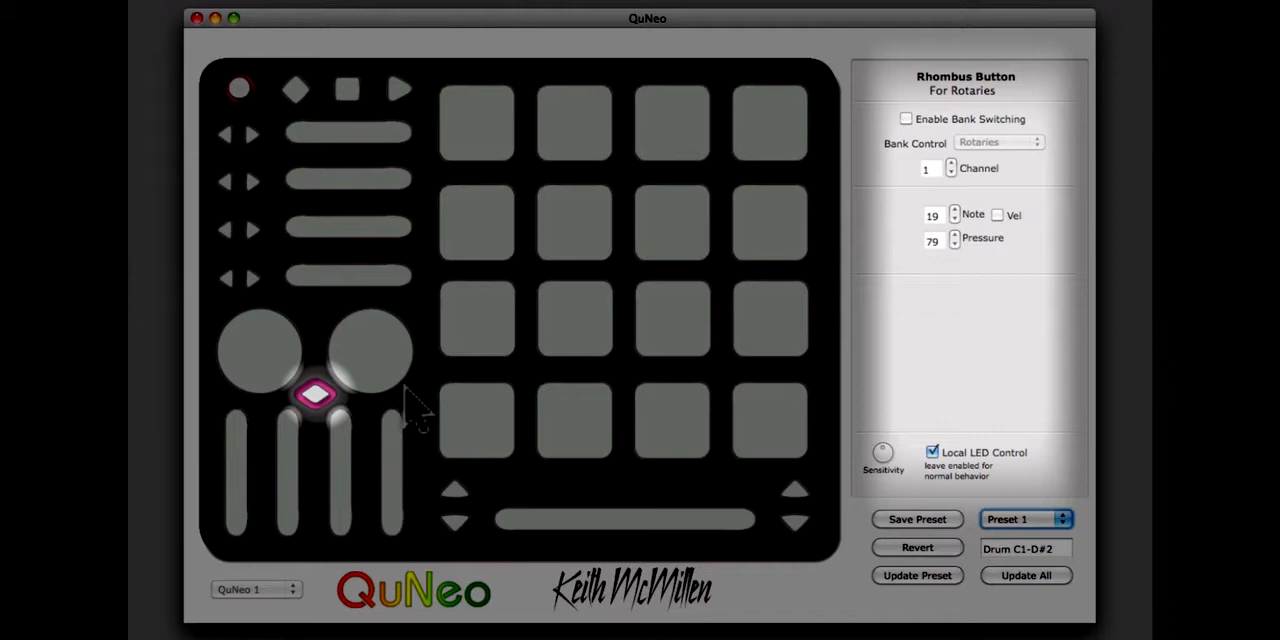 QuNeo
Rhombus Button
For Rotaries
Enable Bank Switching
Bank Control Rotaries
1 Channel
19 Note Vel
79 Pressure
Local LED Control
Sensitivity
leave enabled for
normal behavior
Save Preset Preset 1
Revert Drum C1-D#2
Update Preset Update All
QuNeo 1 QuNeo Keith McMillen